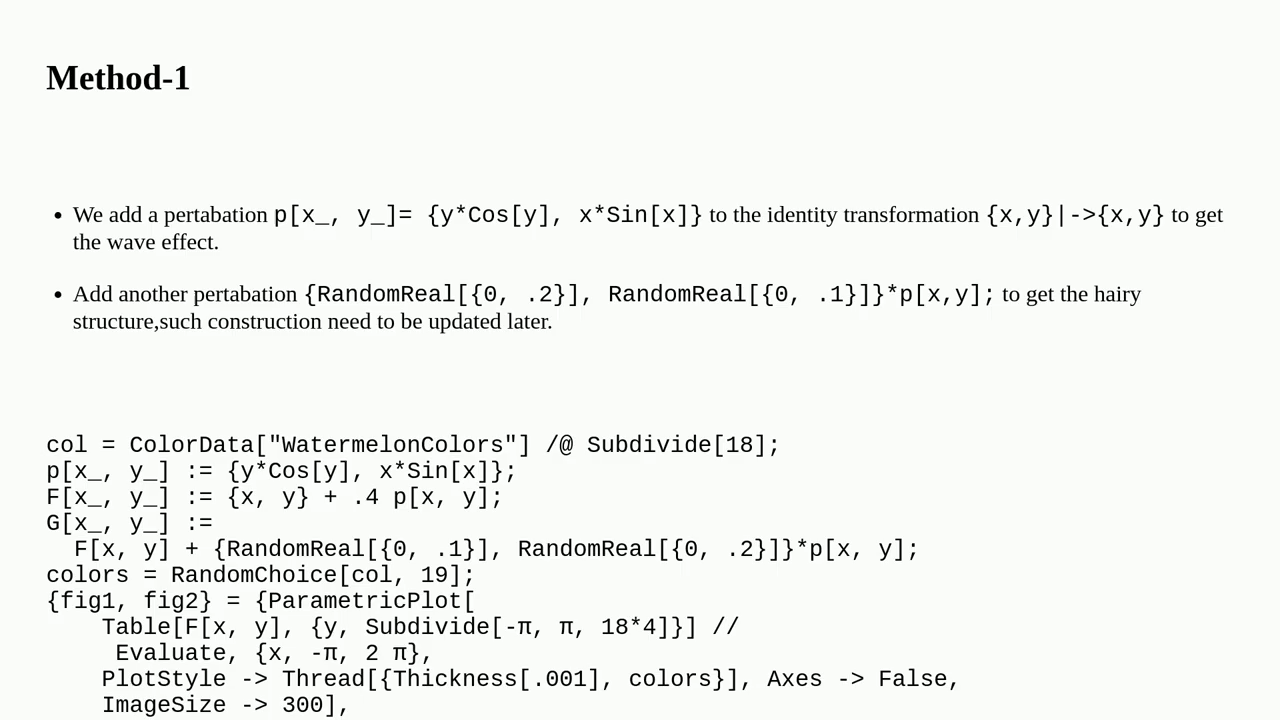 Method-1
• We add a pertabation p[x_, y_]= {y*Cos[y], x*Sin[x]} to the identity transformation {x,y}|->{x,y} to get
the wave effect.
• Add another pertabation {RandomReal[{0, .2}], RandomReal[{0, .1}]}*p[x,y]; to get the hairy
structure,such construction need to be updated later.
col = ColorData["WatermelonColors"] /@ Subdivide[18];
p[x_, y_] := {y*Cos[y], x*Sin[x]};
F[x_, y_] := {x, y} + .4 p[x, y];
G[x_, y_] :=
  F[x, y] + {RandomReal[{0, .1}], RandomReal[{0, .2}]}*p[x, y];
colors = RandomChoice[col, 19];
{fig1, fig2} = {ParametricPlot[
    Table[F[x, y], {y, Subdivide[-π, π, 18*4]}] //
     Evaluate, {x, -π, 2 π},
    PlotStyle -> Thread[{Thickness[.001], colors}], Axes -> False,
    ImageSize -> 300],